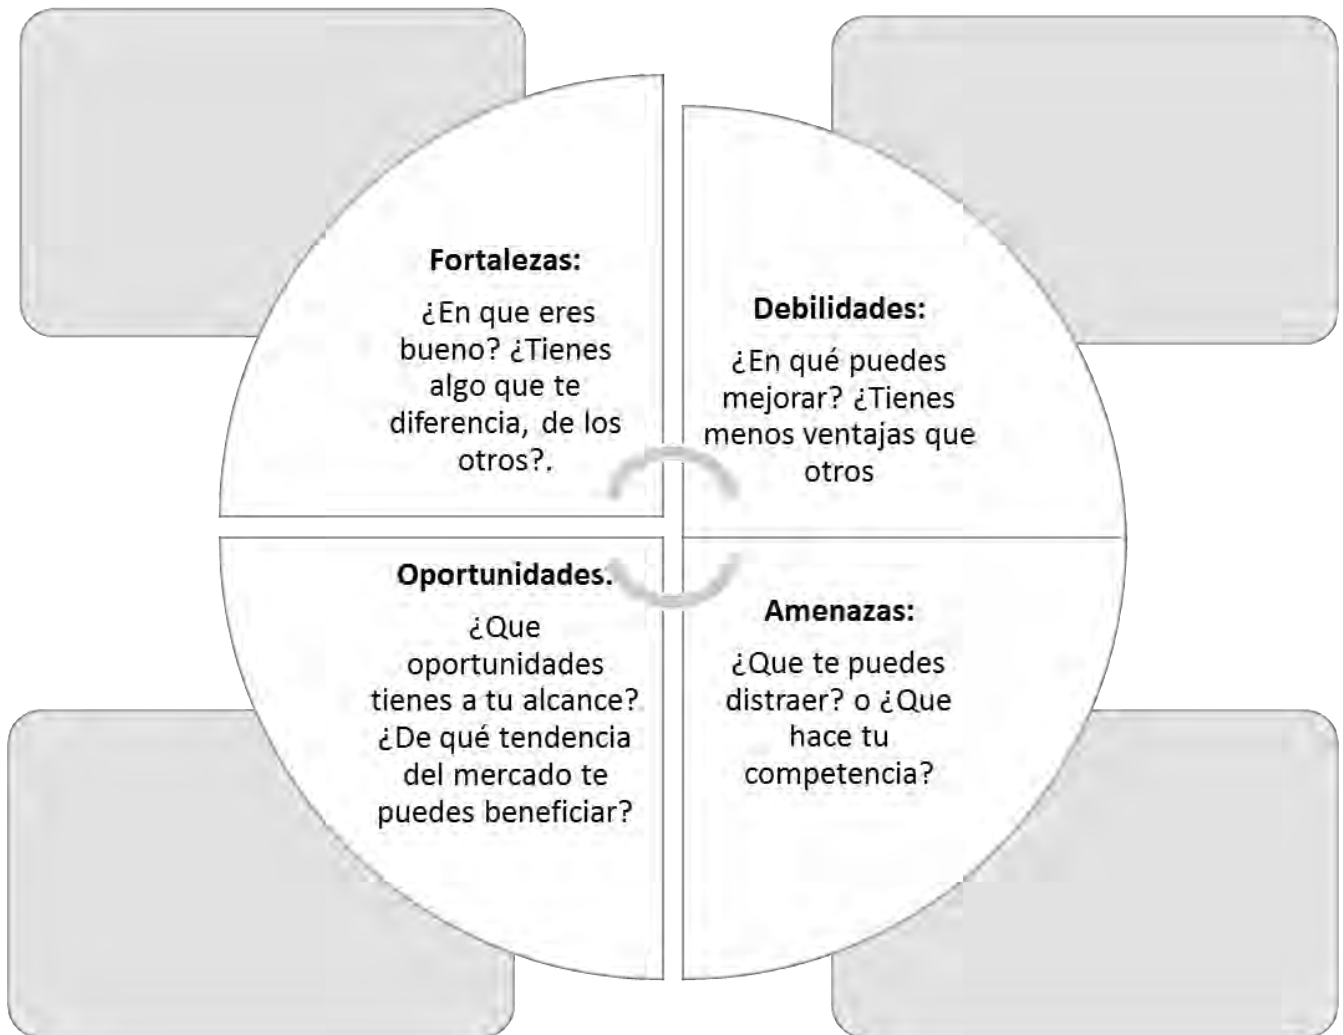 Fortalezas:
¿En que eres
bueno? ¿Tienes
algo que te
diferencia, de los
otros?.
Debilidades:
¿En qué puedes
mejorar? ¿Tienes
menos ventajas que
otros
Oportunidades.
¿Que
oportunidades
tienes a tu alcance?
¿De qué tendencia
del mercado te
puedes beneficiar?
Amenazas:
¿Que te puedes
distraer? o ¿Que
hace tu
competencia?